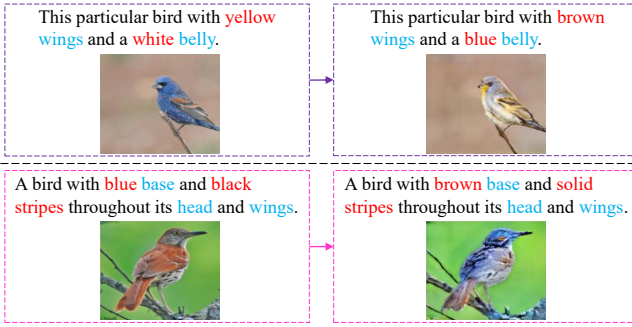 This particular bird with yellow
wings and a white belly.
This particular bird with brown
wings and a blue belly.
A bird with blue base and black
stripes throughout its head and wings.
A bird with brown base and solid
stripes throughout its head and wings.